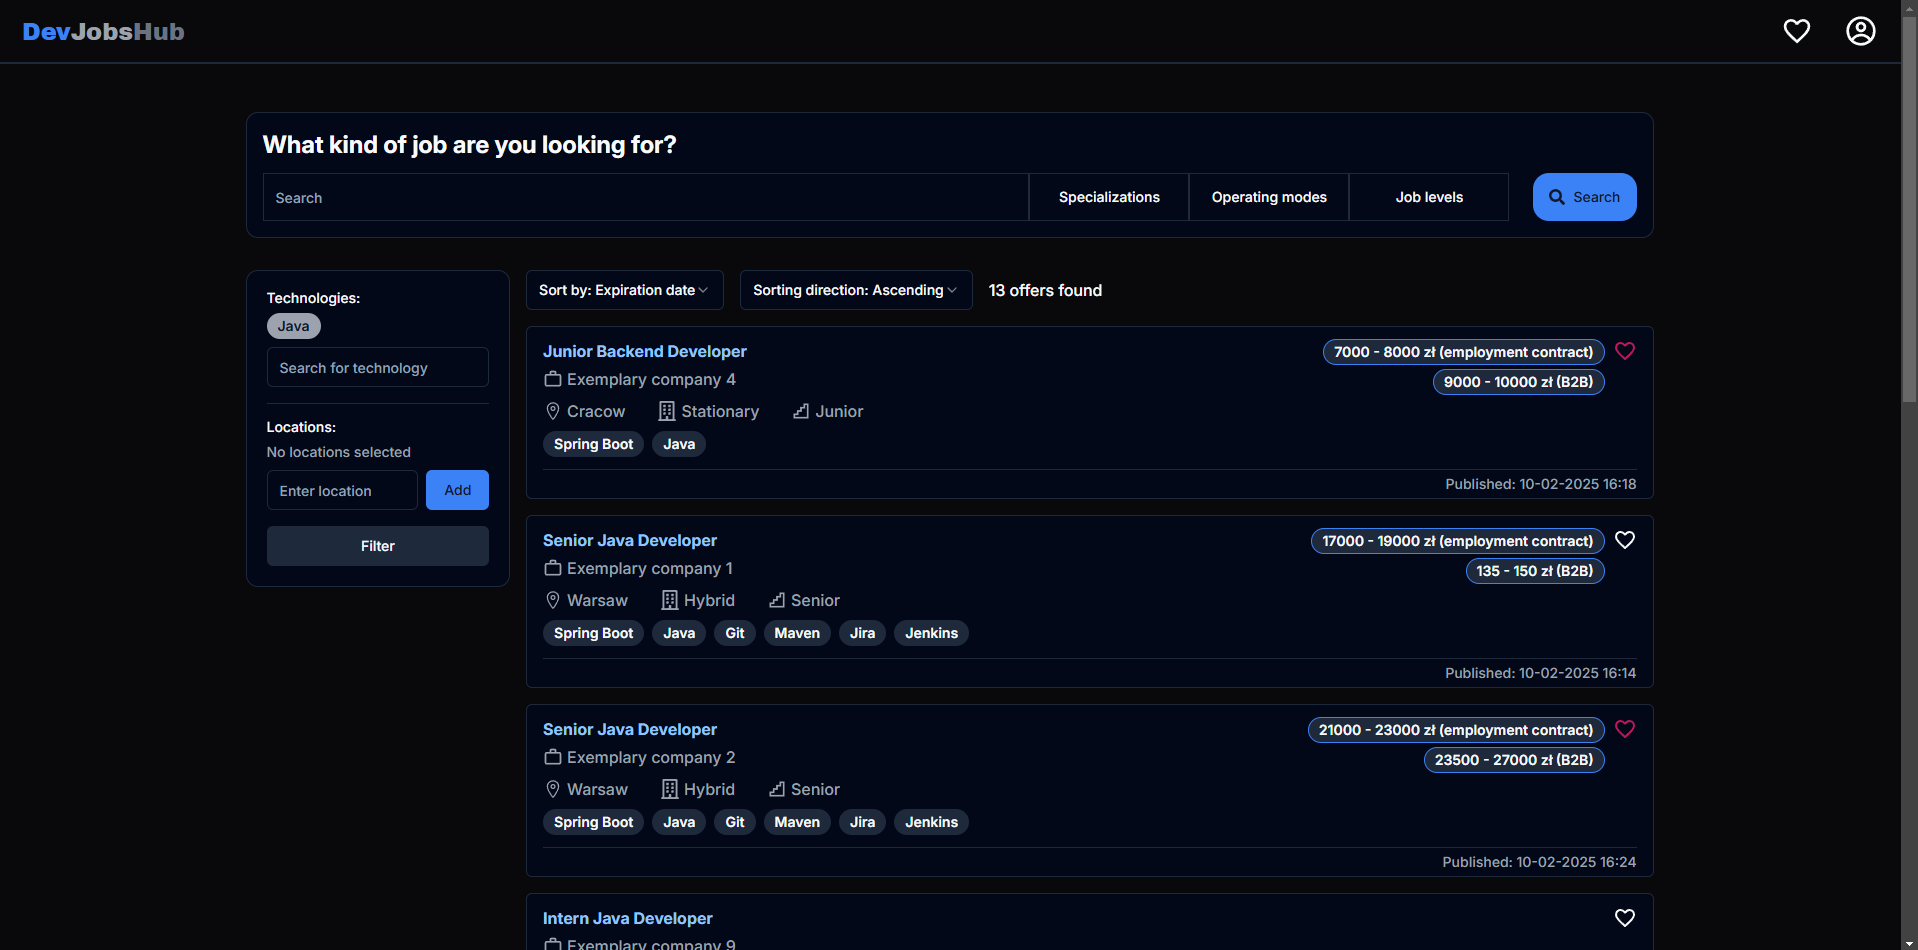 DevJobsHub
What kind of job are you looking for?
Search
Specializations
Operating modes
Job levels
Search
Technologies:
Java
Search for technology
Locations:
No locations selected
Enter location
Add
Filter
Sort by: Expiration date
Sorting direction: Ascending
13 offers found
Junior Backend Developer
7000 - 8000 zł (employment contract)
Exemplary company 4
9000 - 10000 zł (B2B)
Cracow Stationary Junior
Spring Boot Java
Published: 10-02-2025 16:18
Senior Java Developer
17000 - 19000 zł (employment contract)
Exemplary company 1
135 - 150 zł (B2B)
Warsaw Hybrid Senior
Spring Boot Java Git Maven Jira Jenkins
Published: 10-02-2025 16:14
Senior Java Developer
21000 - 23000 zł (employment contract)
Exemplary company 2
23500 - 27000 zł (B2B)
Warsaw Hybrid Senior
Spring Boot Java Git Maven Jira Jenkins
Published: 10-02-2025 16:24
Intern Java Developer
Exemplary company 9